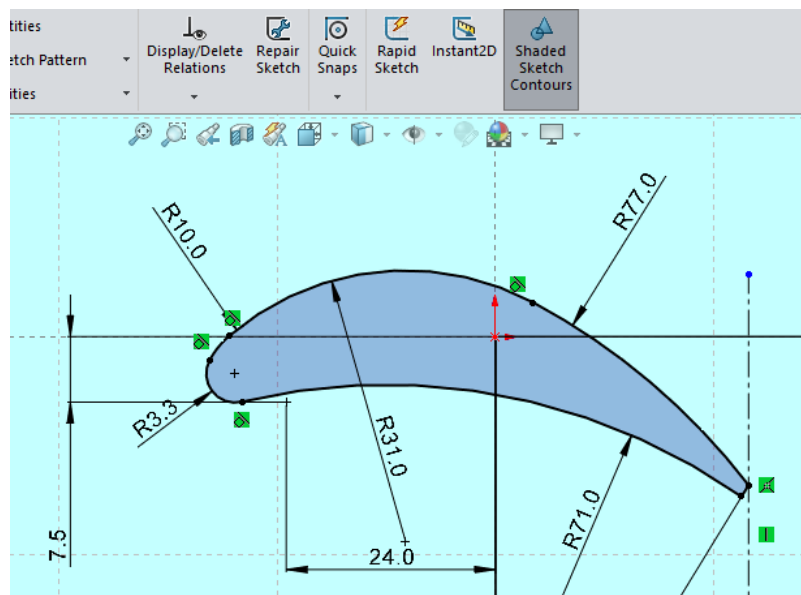 tities
Display/Delete Relations
Repair Sketch
Quick Snaps
Rapid Sketch
Instant2D
Shaded Sketch Contours
etch Pattern
ities
R10.0
R77.0
R3.3
R31.0
R71.0
7.5
24.0